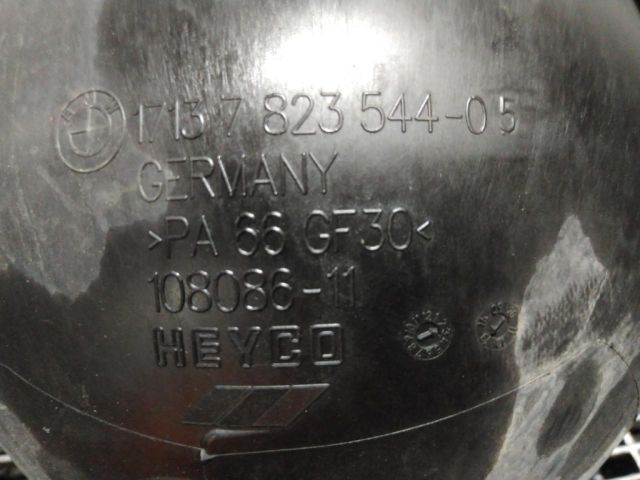 1713 7 823 544-05
GERMANY
>PA 66 GF30<
108086-11
HEYCO